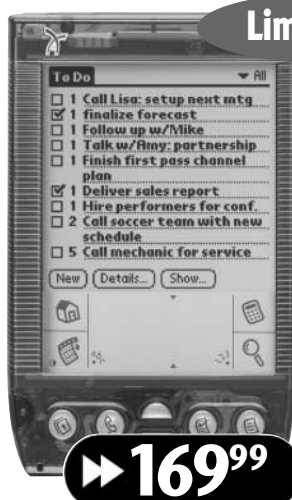 Lim
To Do
All
1 Call Lisa: setup next mtg
1 finalize forecast
1 Follow up w/Mike
1 Talk w/Amy: partnership
1 Finish first pass channel
plan
1 Deliver sales report
1 Hire performers for conf.
2 Call soccer team with new
schedule
5 Call mechanic for service
New Details... Show...
169⁹⁹